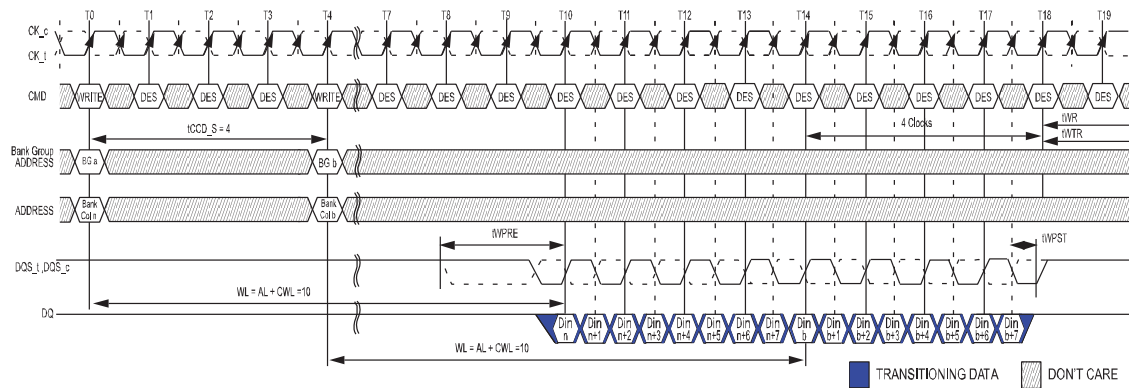 T0 T1 T2 T3 T4 T7 T8 T9 T10 T11 T12 T13 T14 T15 T16 T17 T18 T19
CK_c
CK_t
CMD WRITE DES DES DES WRITE DES DES DES DES DES DES DES DES DES DES DES DES DES
tCCD_S = 4 4 Clocks tWR
tWTR
Bank Group
ADDRESS BG a BG b
ADDRESS Bank Col n Bank Col b
tWPRE tWPST
DQS_t ,DQS_c
WL = AL + CWL =10
DQ Din n Din n+1 Din n+2 Din n+3 Din n+4 Din n+5 Din n+6 Din n+7 Din b Din b+1 Din b+2 Din b+3 Din b+4 Din b+5 Din b+6 Din b+7
WL = AL + CWL =10
TRANSITIONING DATA DON'T CARE